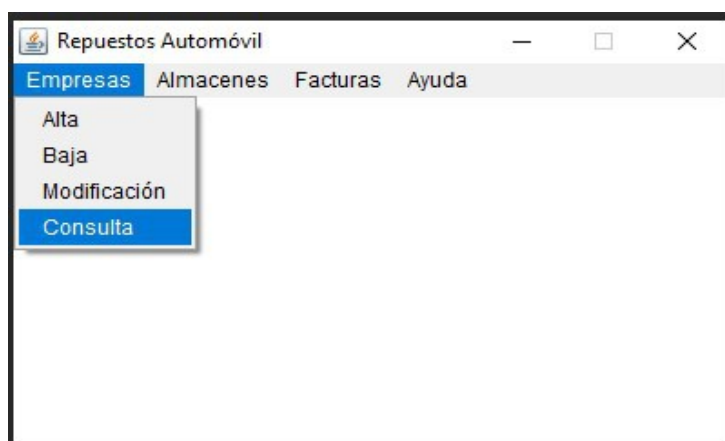 Repuestos Automóvil
Empresas Almacenes Facturas Ayuda
Alta
Baja
Modificación
Consulta